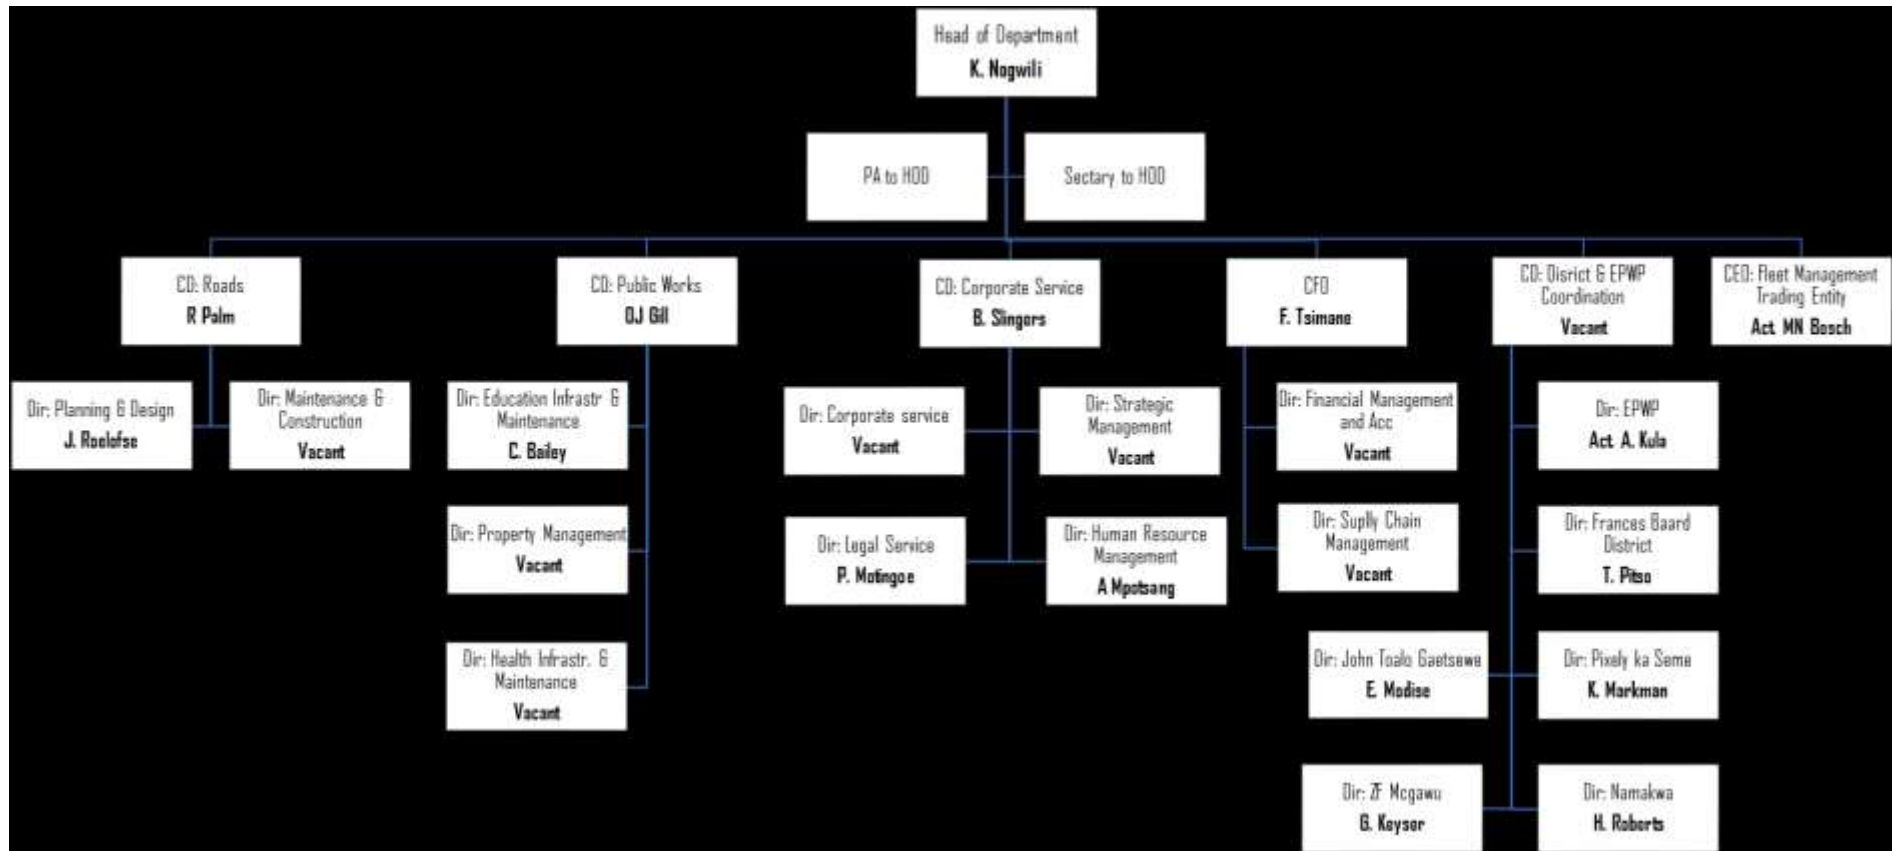 Head of Department
K. Nogwili
PA to HOD
Sectary to HOD
CD: Roads
R Palm
CD: Public Works
OJ Gill
CD: Corporate Service
B. Slingers
CFO
F. Tsimane
CD: Disrict & EPWP
Coordination
Vacant
CEO: Fleet Management
Trading Entity
Act MN Bosch
Dir: Planning & Design
J. Roelofse
Dir: Maintenance &
Construction
Vacant
Dir: Education Infrastr &
Maintenance
C. Bailey
Dir: Corporate service
Vacant
Dir: Strategic
Management
Vacant
Dir: Financial Management
and Acc
Vacant
Dir: EPWP
Act. A. Kula
Dir: Property Management
Vacant
Dir: Legal Service
P. Motingoe
Dir: Human Resource
Management
A Mpotsang
Dir: Suplly Chain
Management
Vacant
Dir: Frances Baard
District
T. Pitso
Dir: Health Infrastr. &
Maintenance
Vacant
Dir: John Toalo Gaetsewe
E. Modise
Dir: Pixely ka Seme
K. Markman
Dir: ZF Mcgawu
G. Keyser
Dir: Namakwa
H. Roberts